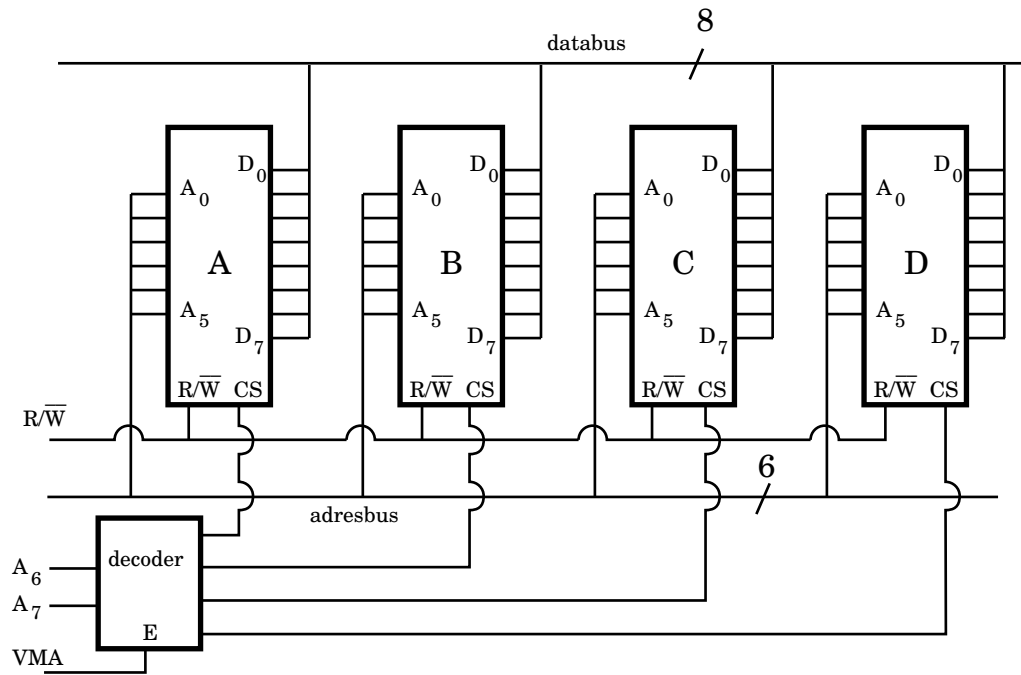 8
databus
D0 D0 D0 D0
A0 A0 A0 A0
A B C D
A5 A5 A5 A5
D7 D7 D7 D7
R/W̅ CS R/W̅ CS R/W̅ CS R/W̅ CS
R/W̅
6
adresbus
decoder
A6
A7
E
VMA